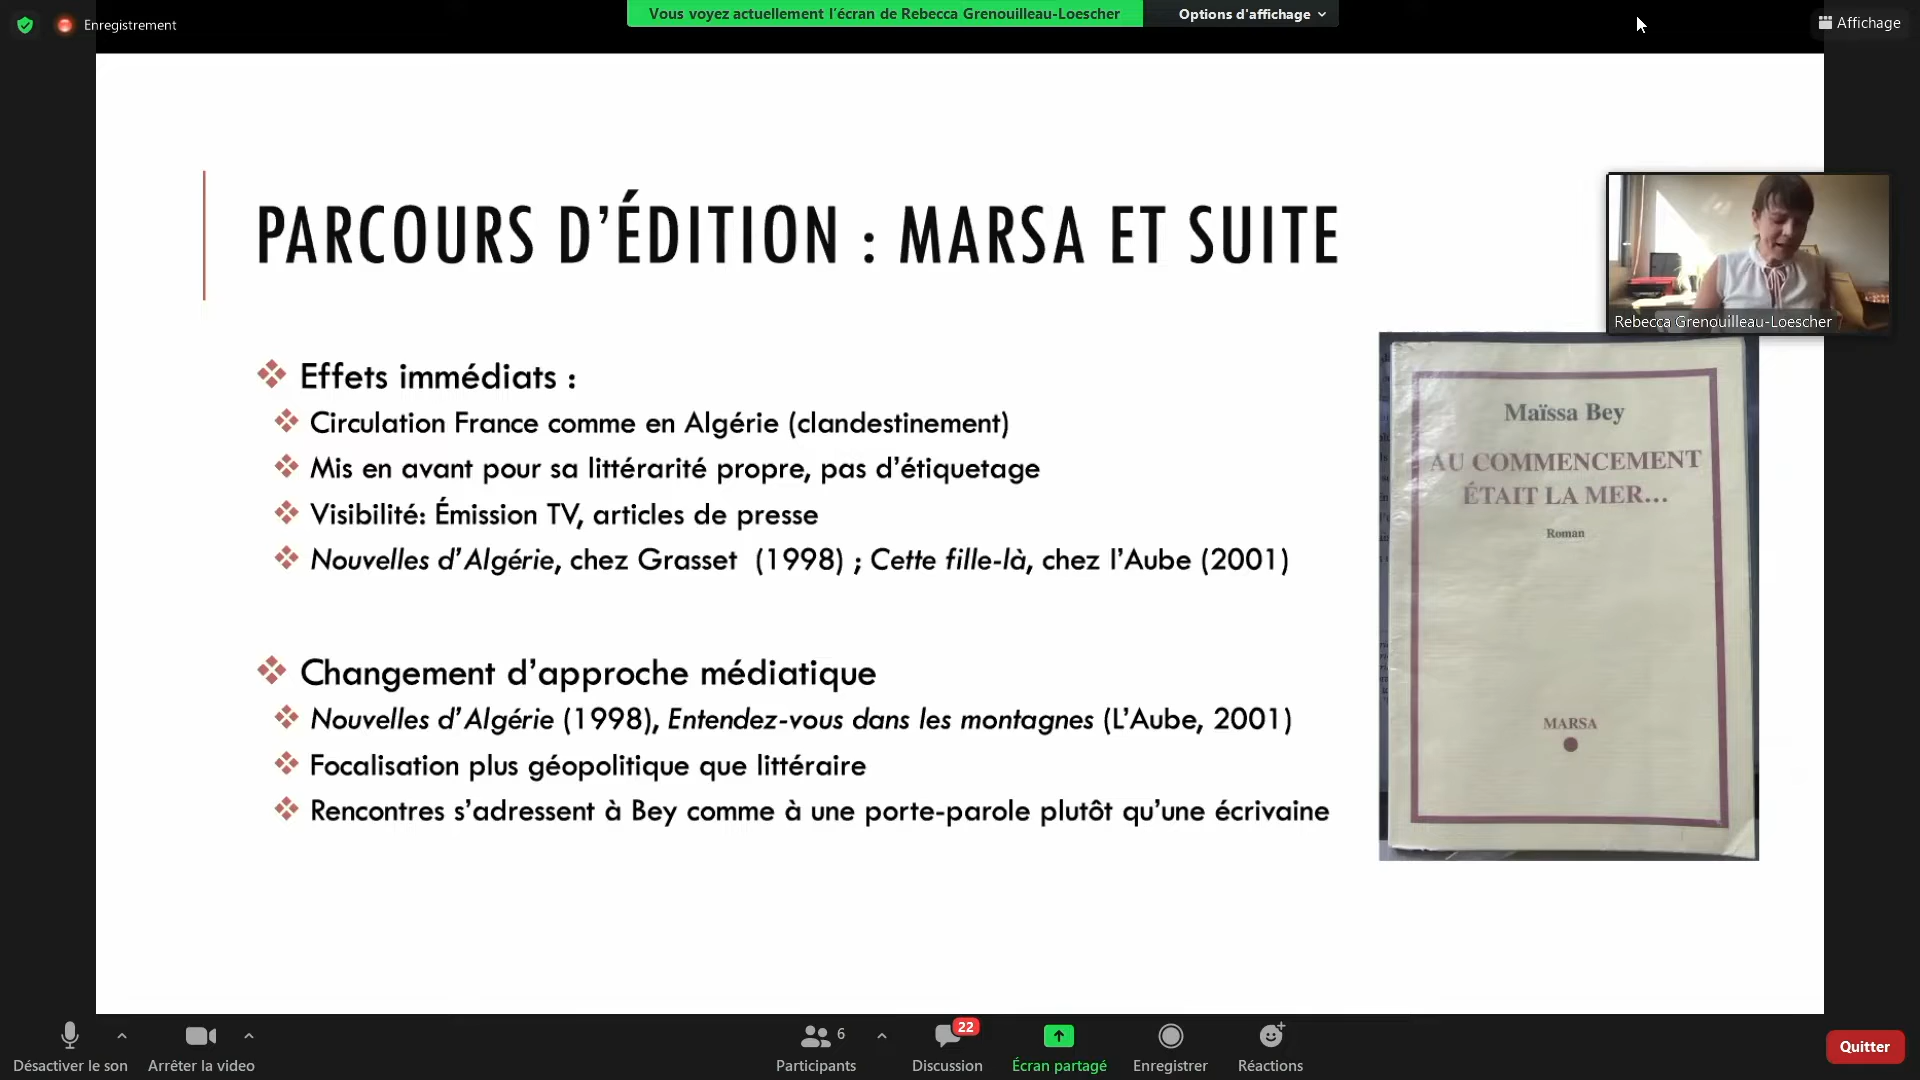 Enregistrement
Vous voyez actuellement l'écran de Rebecca Grenouilleau-Loescher
Options d'affichage
Affichage
PARCOURS D'ÉDITION : MARSA ET SUITE
Rebecca Grenouilleau-Loescher
Effets immédiats :
Circulation France comme en Algérie (clandestinement)
Mis en avant pour sa littérarité propre, pas d'étiquetage
Visibilité: Émission TV, articles de presse
Nouvelles d'Algérie, chez Grasset (1998) ; Cette fille-là, chez l'Aube (2001)
Changement d'approche médiatique
Nouvelles d'Algérie (1998), Entendez-vous dans les montagnes (L'Aube, 2001)
Focalisation plus géopolitique que littéraire
Rencontres s'adressent à Bey comme à une porte-parole plutôt qu'une écrivaine
Maïssa Bey
AU COMMENCEMENT
ÉTAIT LA MER...
Roman
MARSA
Désactiver le son
Arrêter la video
6
Participants
22
Discussion
Écran partagé
Enregistrer
Réactions
Quitter